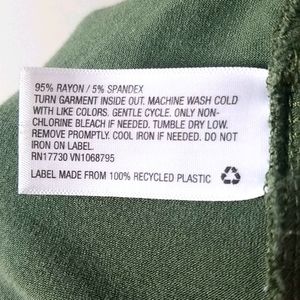 95% RAYON / 5% SPANDEX
TURN GARMENT INSIDE OUT. MACHINE WASH COLD
WITH LIKE COLORS. GENTLE CYCLE. ONLY NON-
CHLORINE BLEACH IF NEEDED. TUMBLE DRY LOW.
REMOVE PROMPTLY. COOL IRON IF NEEDED. DO NOT
IRON ON LABEL.
RN17730 VN1068795
LABEL MADE FROM 100% RECYCLED PLASTIC